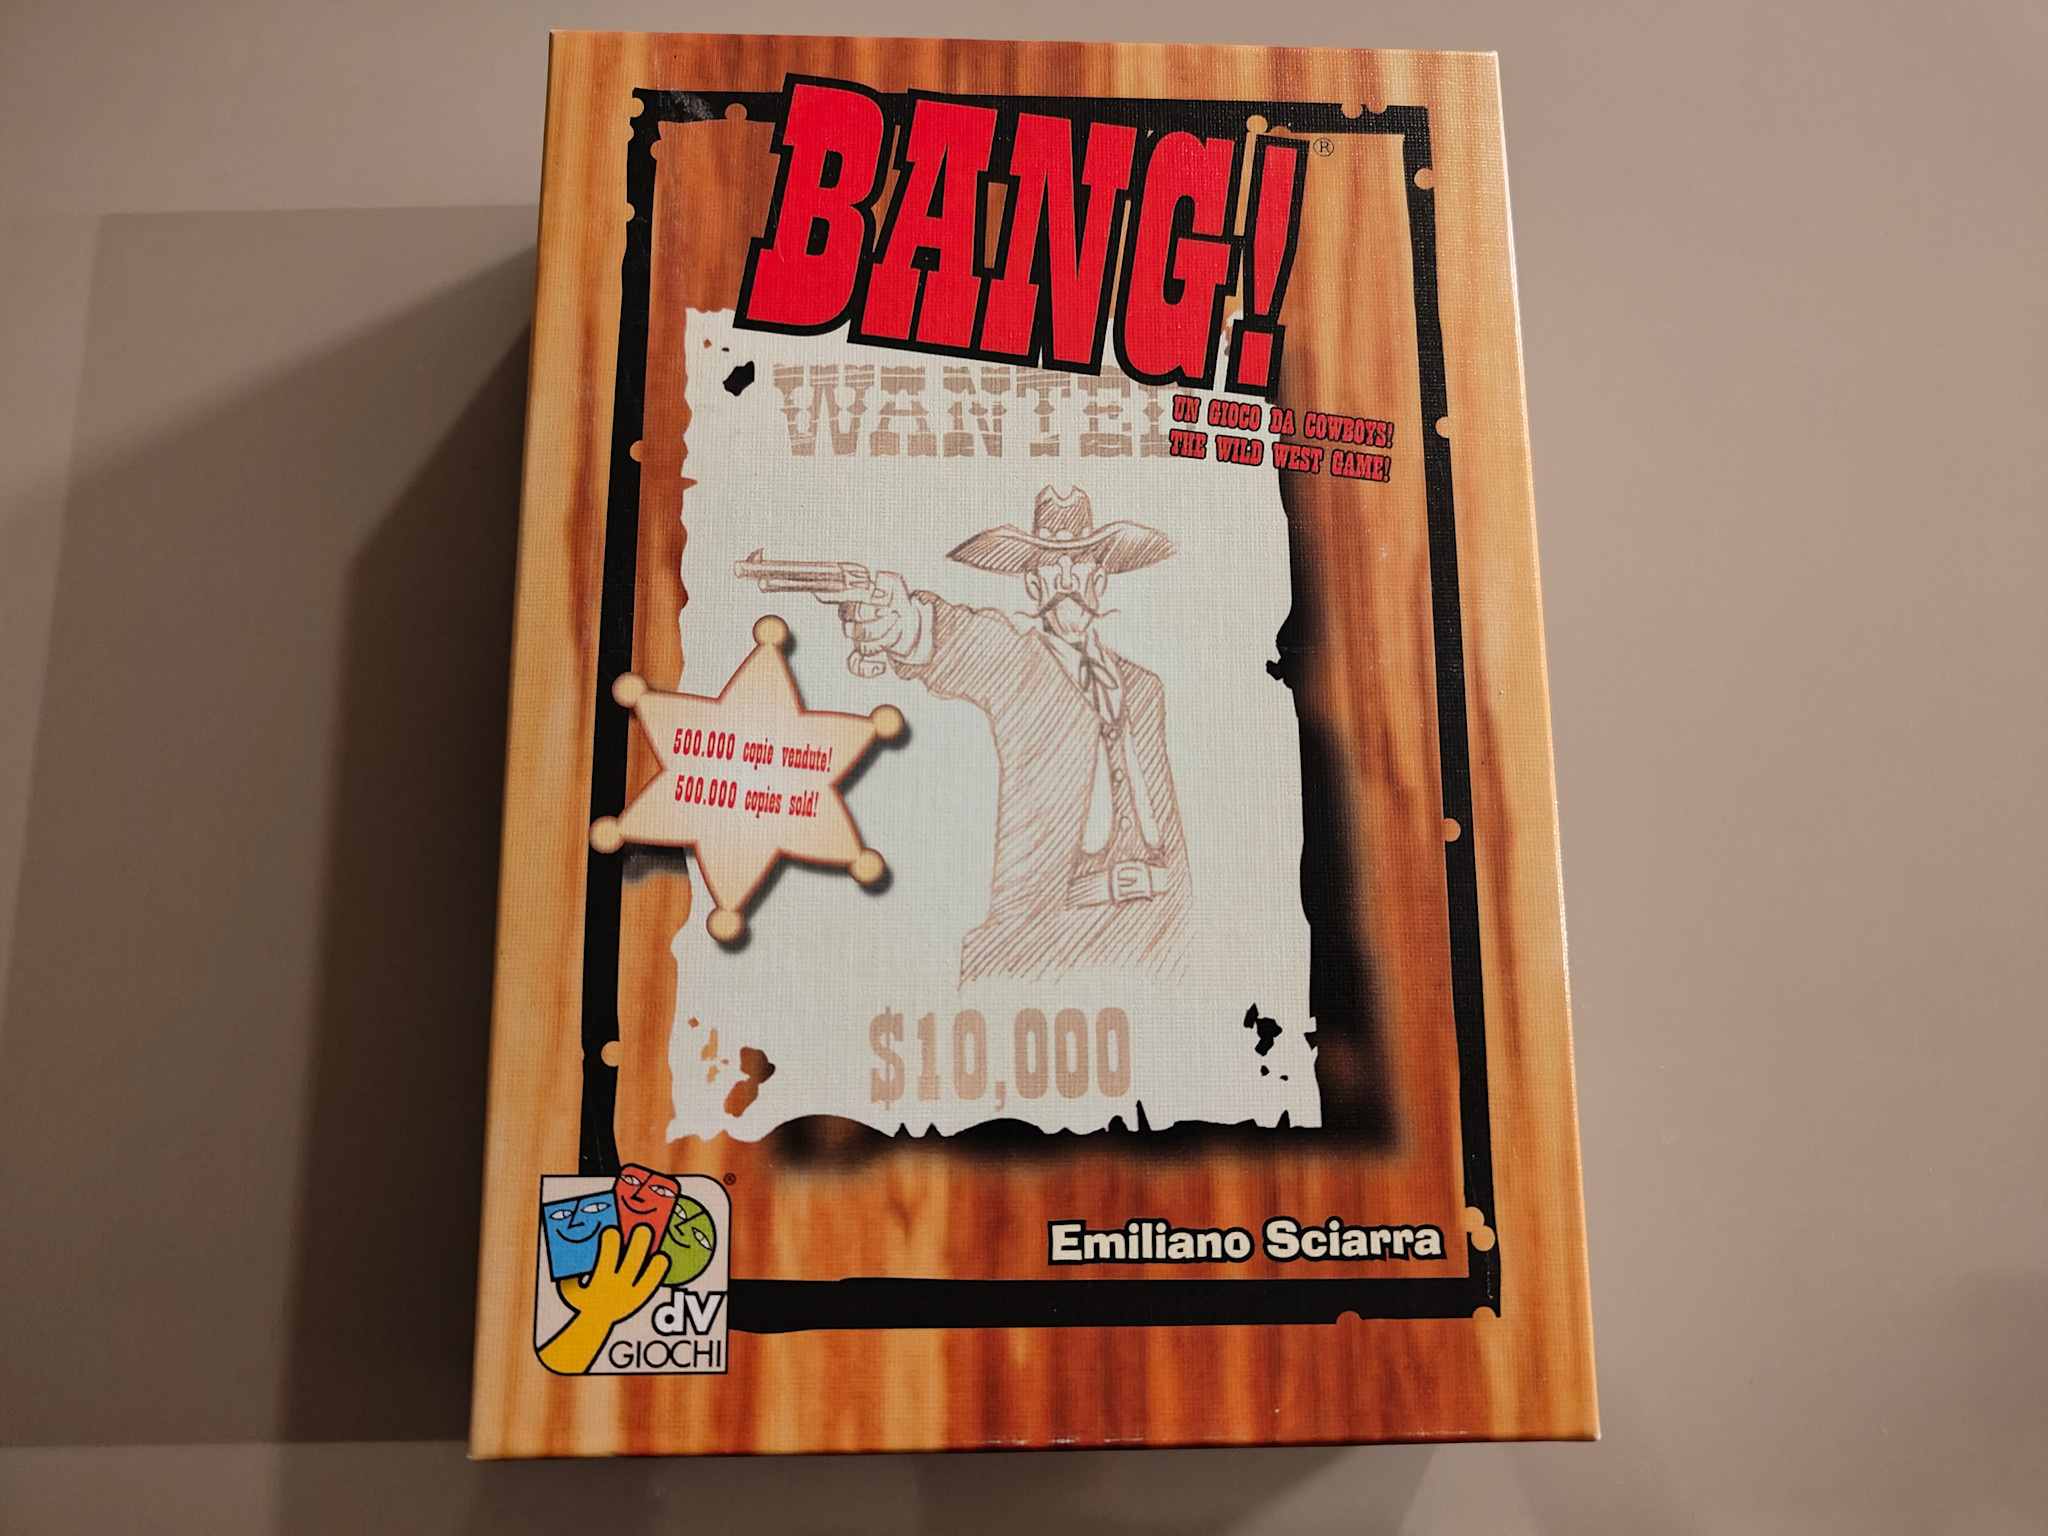 BANG!®
WANTED
UN GIOCO DA COWBOYS!
THE WILD WEST GAME!
500.000 copie vendute!
500.000 copies sold!
$10,000
Emiliano Sciarra
dV
GIOCHI
®